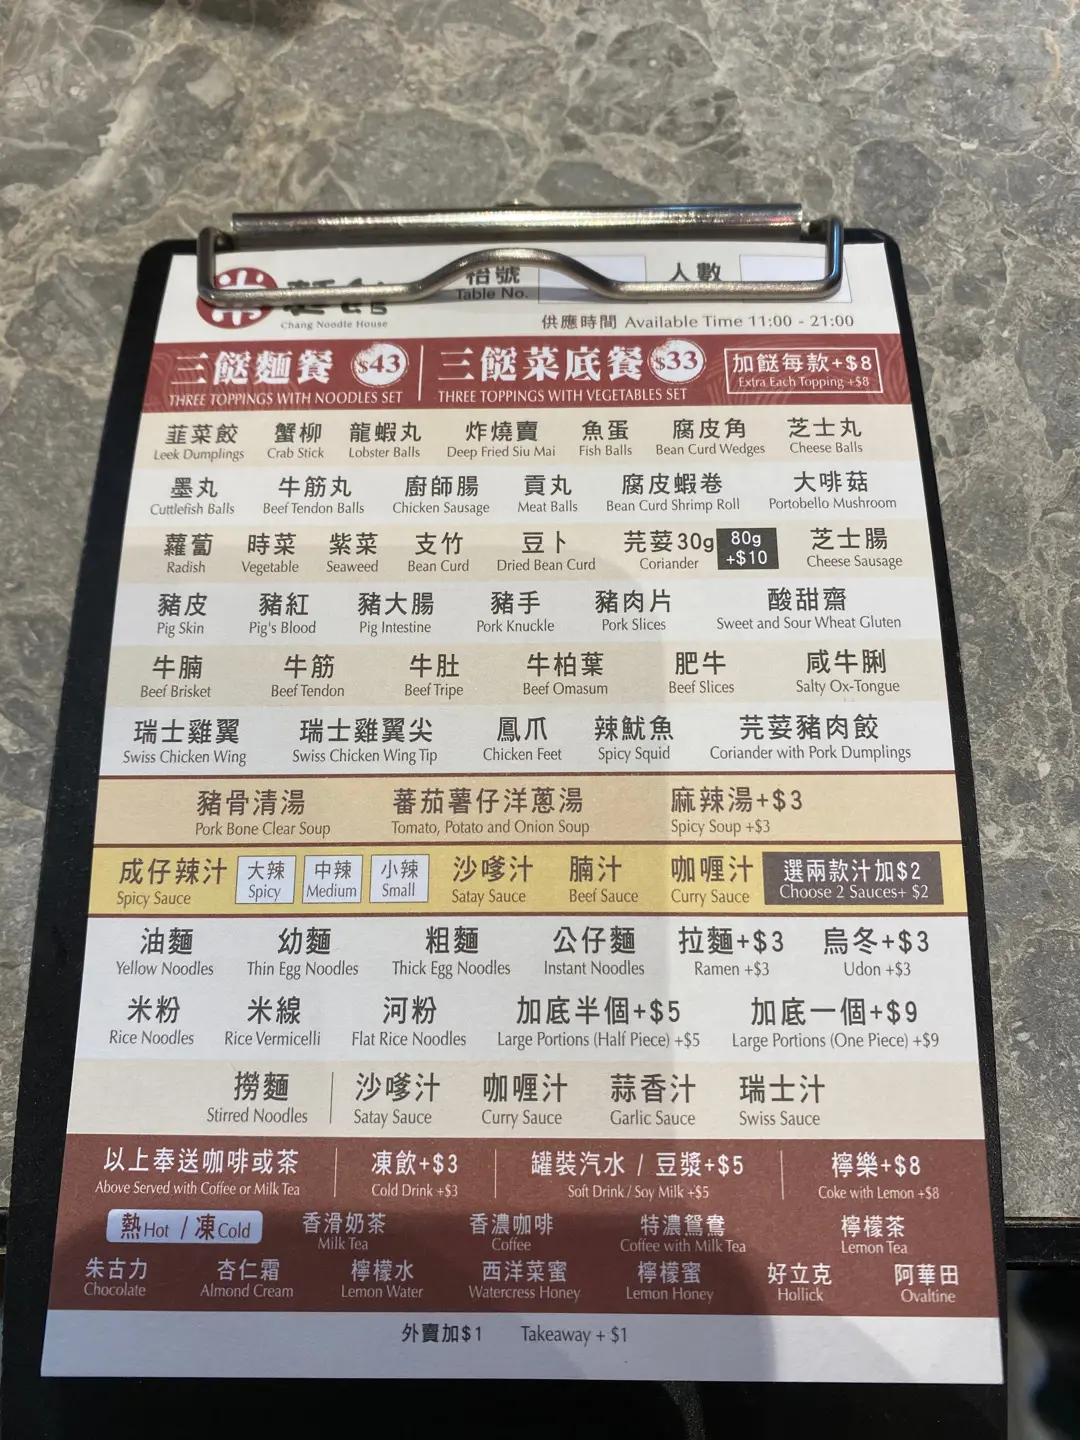 枱號 人數
Table No.
Chang Noodle House
供應時間 Available Time 11:00 - 21:00
三餸麵餐 $43 三餸菜底餐 $33 加餸每款+$8
THREE TOPPINGS WITH NOODLES SET THREE TOPPINGS WITH VEGETABLES SET Extra Each Topping +$8
韮菜餃 蟹柳 龍蝦丸 炸燒賣 魚蛋 腐皮角 芝士丸
Leek Dumplings Crab Stick Lobster Balls Deep Fried Siu Mai Fish Balls Bean Curd Wedges Cheese Balls
墨丸 牛筋丸 廚師腸 貢丸 腐皮蝦卷 大啡菇
Cuttlefish Balls Beef Tendon Balls Chicken Sausage Meat Balls Bean Curd Shrimp Roll Portobello Mushroom
蘿蔔 時菜 紫菜 支竹 豆卜 芫荽30g 80g +$10 芝士腸
Radish Vegetable Seaweed Bean Curd Dried Bean Curd Coriander Cheese Sausage
豬皮 豬紅 豬大腸 豬手 豬肉片 酸甜齋
Pig Skin Pig's Blood Pig Intestine Pork Knuckle Pork Slices Sweet and Sour Wheat Gluten
牛腩 牛筋 牛肚 牛柏葉 肥牛 咸牛脷
Beef Brisket Beef Tendon Beef Tripe Beef Omasum Beef Slices Salty Ox-Tongue
瑞士雞翼 瑞士雞翼尖 鳳爪 辣魷魚 芫荽豬肉餃
Swiss Chicken Wing Swiss Chicken Wing Tip Chicken Feet Spicy Squid Coriander with Pork Dumplings
豬骨清湯 蕃茄薯仔洋蔥湯 麻辣湯+$3
Pork Bone Clear Soup Tomato, Potato and Onion Soup Spicy Soup +$3
成仔辣汁 大辣 中辣 小辣 沙嗲汁 腩汁 咖喱汁 選兩款汁加$2
Spicy Sauce Spicy Medium Small Satay Sauce Beef Sauce Curry Sauce Choose 2 Sauces+ $2
油麵 幼麵 粗麵 公仔麵 拉麵+$3 烏冬+$3
Yellow Noodles Thin Egg Noodles Thick Egg Noodles Instant Noodles Ramen +$3 Udon +$3
米粉 米線 河粉 加底半個+$5 加底一個+$9
Rice Noodles Rice Vermicelli Flat Rice Noodles Large Portions (Half Piece) +$5 Large Portions (One Piece) +$9
撈麵 沙嗲汁 咖喱汁 蒜香汁 瑞士汁
Stirred Noodles Satay Sauce Curry Sauce Garlic Sauce Swiss Sauce
以上奉送咖啡或茶 凍飲+$3 罐裝汽水 / 豆漿+$5 檸樂+$8
Above Served with Coffee or Milk Tea Cold Drink +$3 Soft Drink / Soy Milk +$5 Coke with Lemon +$8
熱Hot / 凍Cold 香滑奶茶 香濃咖啡 特濃鴛鴦 檸檬茶
Milk Tea Coffee Coffee with Milk Tea Lemon Tea
朱古力 杏仁霜 檸檬水 西洋菜蜜 檸檬蜜 好立克 阿華田
Chocolate Almond Cream Lemon Water Watercress Honey Lemon Honey Hollick Ovaltine
外賣加$1 Takeaway + $1